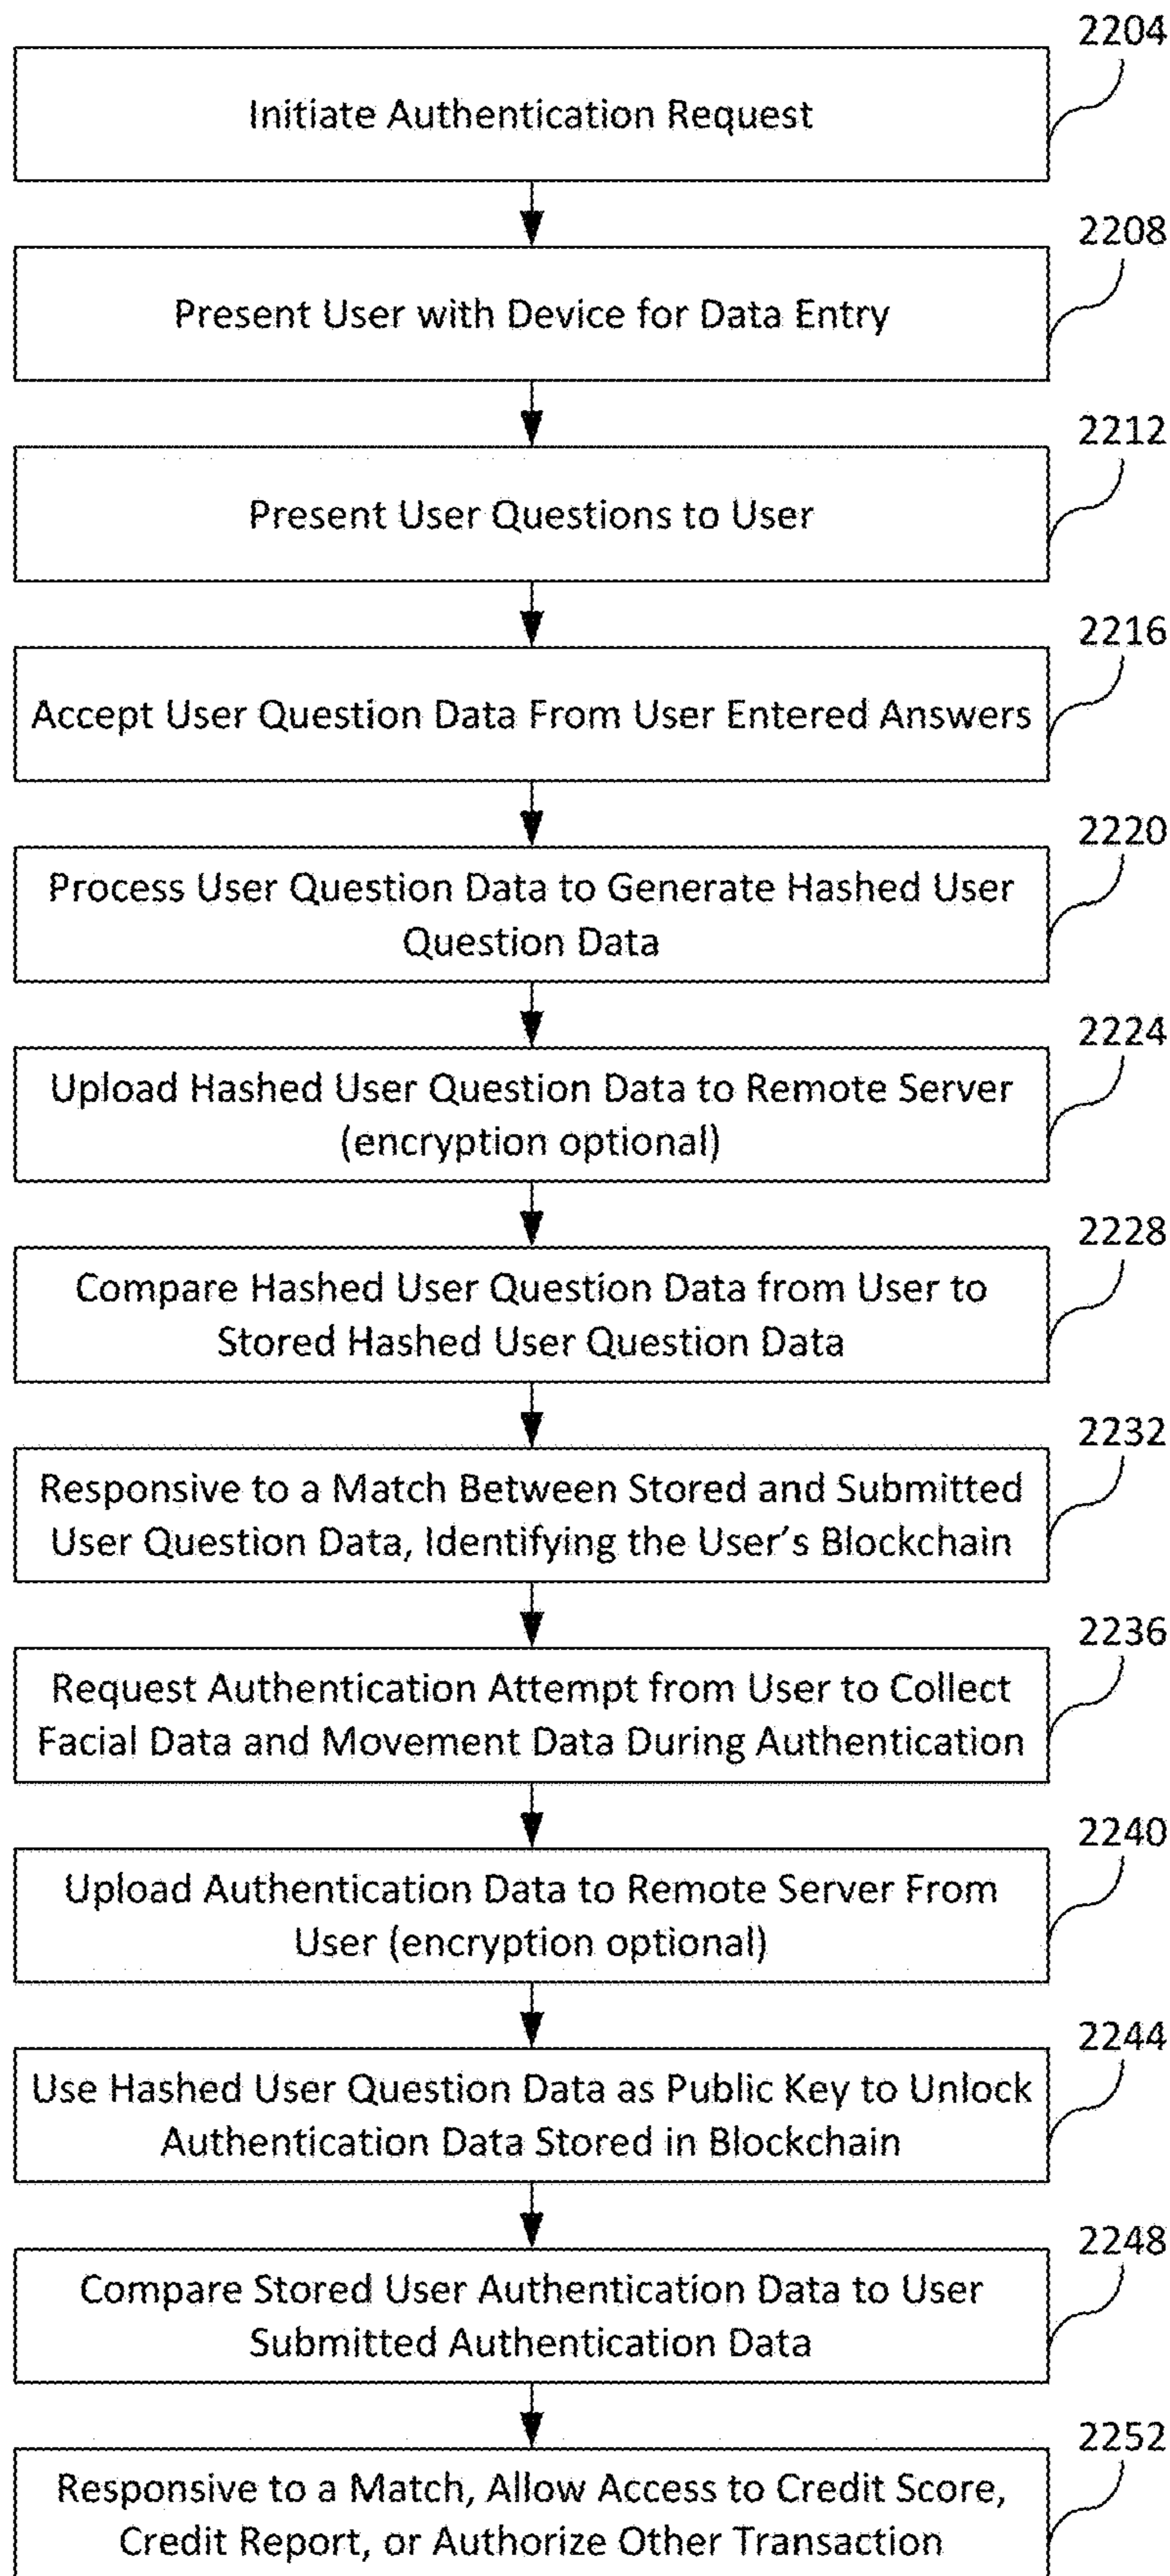 2204
Initiate Authentication Request
2208
Present User with Device for Data Entry
2212
Present User Questions to User
2216
Accept User Question Data From User Entered Answers
2220
Process User Question Data to Generate Hashed User
Question Data
2224
Upload Hashed User Question Data to Remote Server
(encryption optional)
2228
Compare Hashed User Question Data from User to
Stored Hashed User Question Data
2232
Responsive to a Match Between Stored and Submitted
User Question Data, Identifying the User's Blockchain
2236
Request Authentication Attempt from User to Collect
Facial Data and Movement Data During Authentication
2240
Upload Authentication Data to Remote Server From
User (encryption optional)
2244
Use Hashed User Question Data as Public Key to Unlock
Authentication Data Stored in Blockchain
2248
Compare Stored User Authentication Data to User
Submitted Authentication Data
2252
Responsive to a Match, Allow Access to Credit Score,
Credit Report, or Authorize Other Transaction